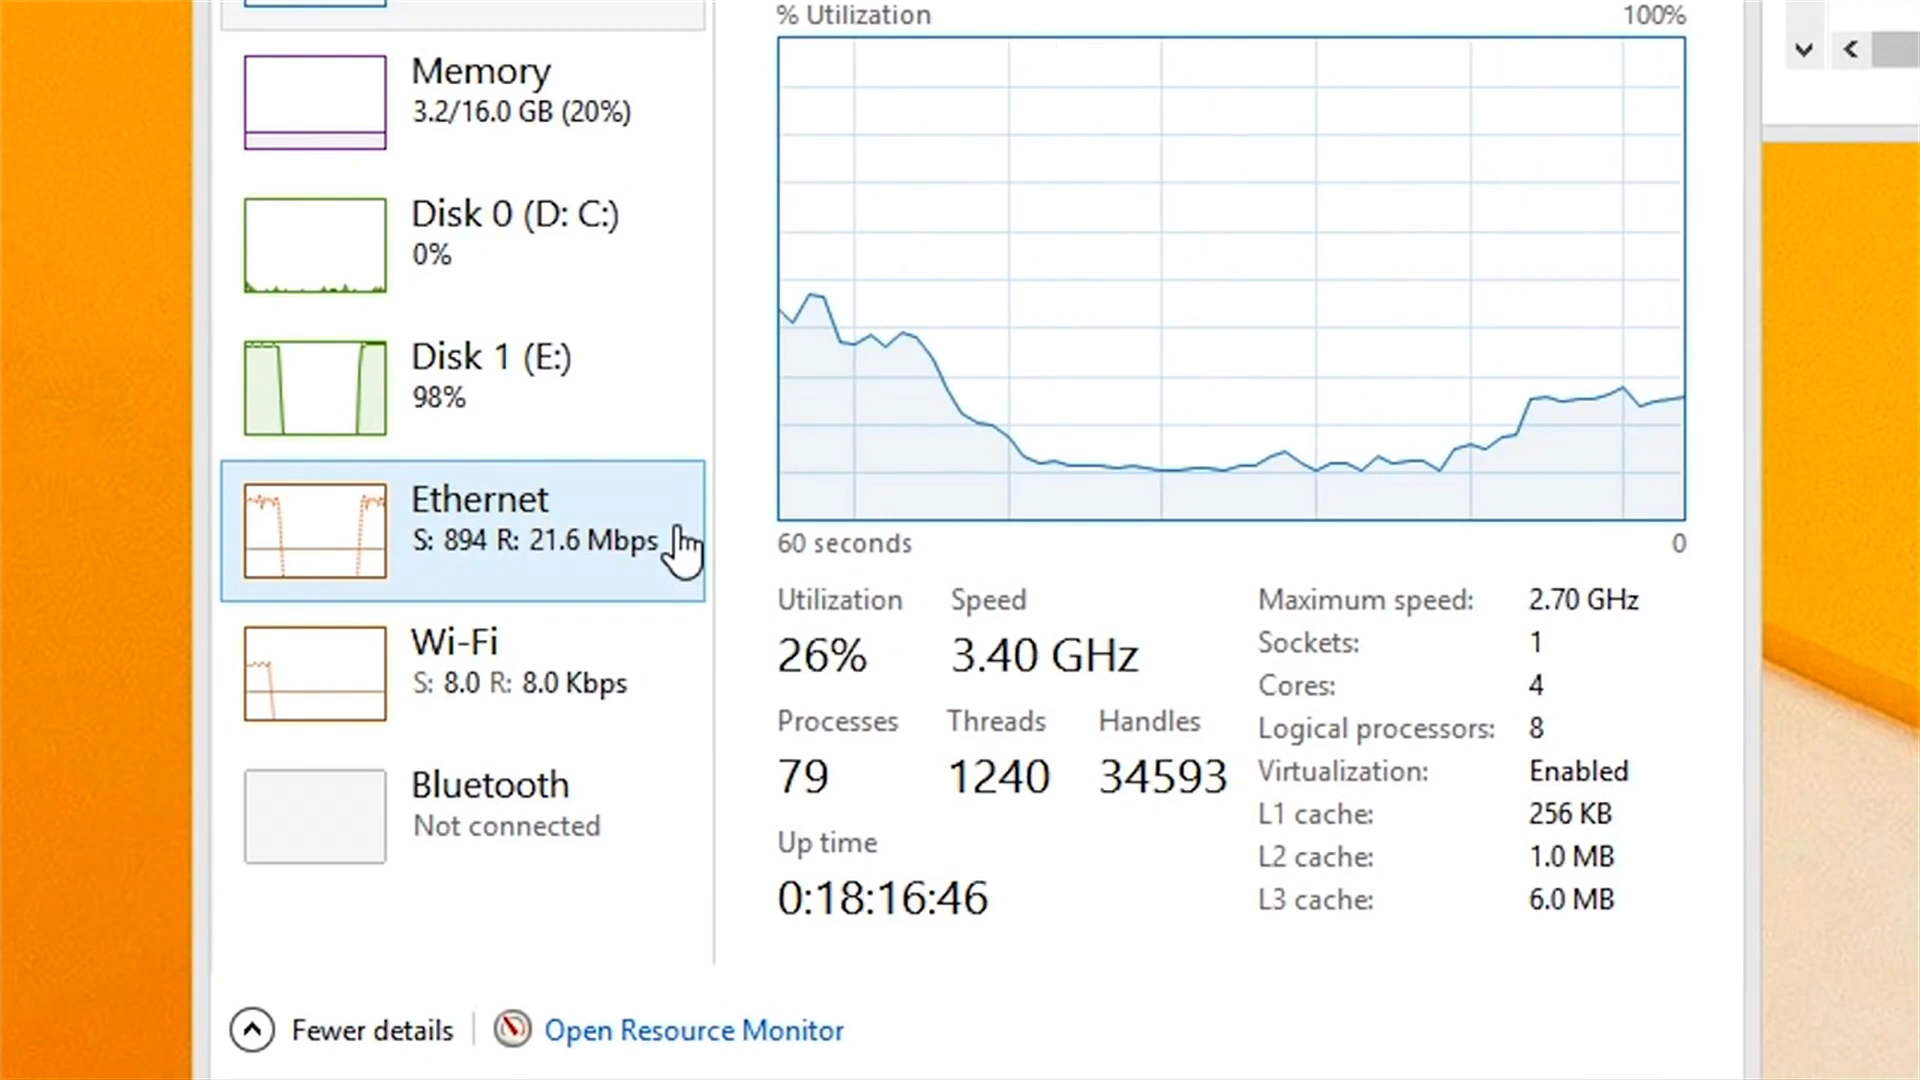 % Utilization 100%
Memory
3.2/16.0 GB (20%)
Disk 0 (D: C:)
0%
Disk 1 (E:)
98%
Ethernet
S: 894 R: 21.6 Mbps
Wi-Fi
S: 8.0 R: 8.0 Kbps
Bluetooth
Not connected
60 seconds 0
Utilization Speed
26% 3.40 GHz
Processes Threads Handles
79 1240 34593
Up time
0:18:16:46
Maximum speed: 2.70 GHz
Sockets: 1
Cores: 4
Logical processors: 8
Virtualization: Enabled
L1 cache: 256 KB
L2 cache: 1.0 MB
L3 cache: 6.0 MB
Fewer details Open Resource Monitor